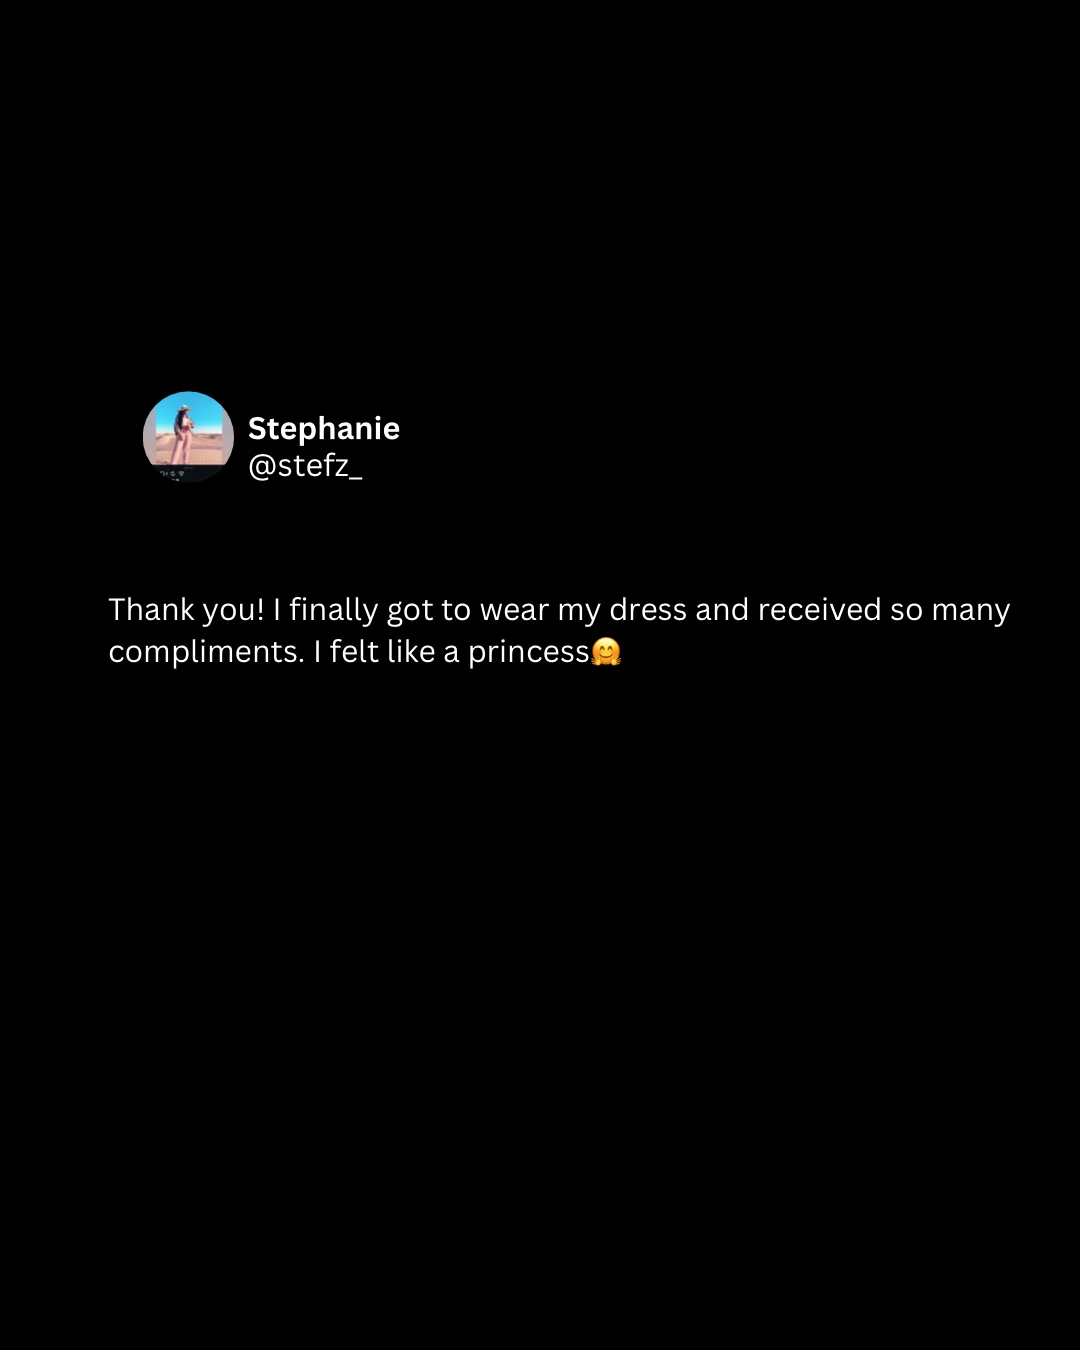 Stephanie
@stefz_
Thank you! I finally got to wear my dress and received so many
compliments. I felt like a princess🤗